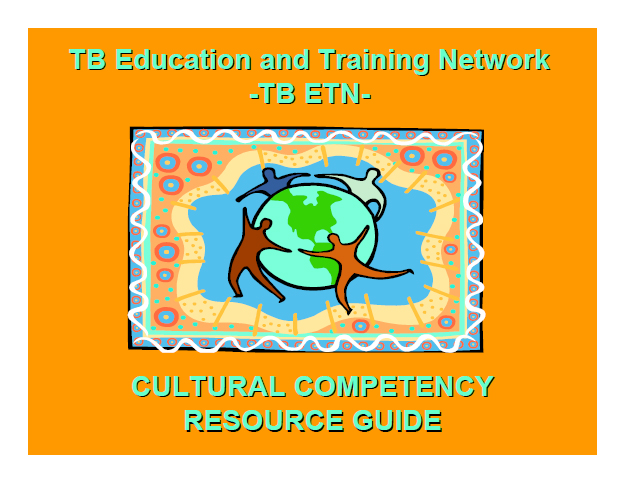 TB Education and Training Network
-TB ETN-
CULTURAL COMPETENCY
RESOURCE GUIDE